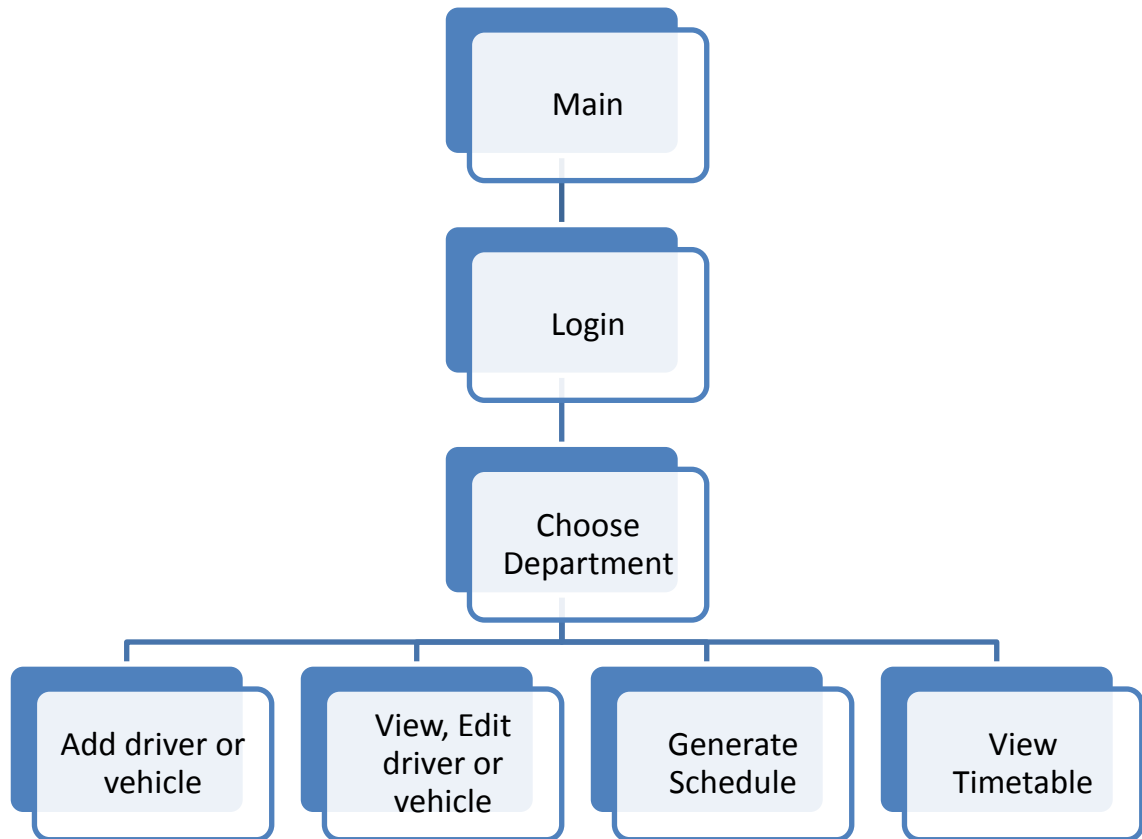 Main
Login
Choose
Department
Add driver or
vehicle
View, Edit
driver or
vehicle
Generate
Schedule
View
Timetable